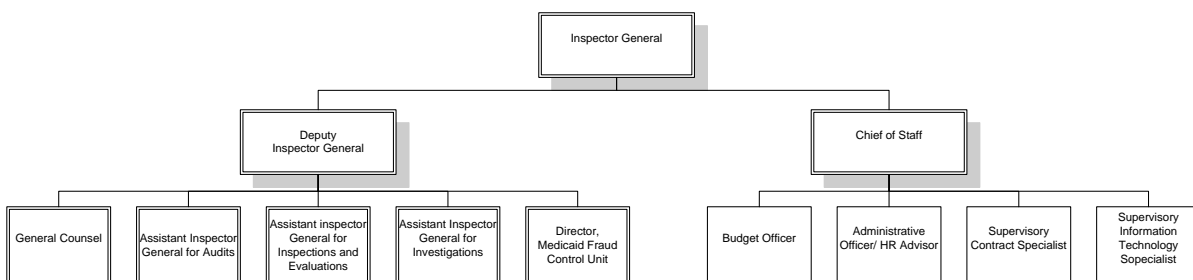 Inspector General
Deputy
Inspector General
Chief of Staff
General Counsel
Assistant Inspector
General for Audits
Assistant inspector
General for
Inspections and
Evaluations
Assistant Inspector
General for
Investigations
Director,
Medicaid Fraud
Control Unit
Budget Officer
Administrative
Officer/ HR Advisor
Supervisory
Contract Specialist
Supervisory
Information
Technology
Sopecialist